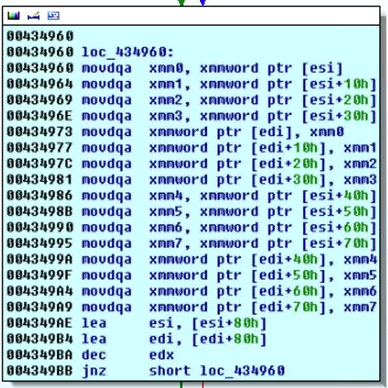 00434960
00434960 loc_434960:
00434960 movdqa xmm0, xmmword ptr [esi]
00434964 movdqa xmm1, xmmword ptr [esi+10h]
00434969 movdqa xmm2, xmmword ptr [esi+20h]
0043496E movdqa xmm3, xmmword ptr [esi+30h]
00434973 movdqa xmmword ptr [edi], xmm0
00434977 movdqa xmmword ptr [edi+10h], xmm1
0043497C movdqa xmmword ptr [edi+20h], xmm2
00434981 movdqa xmmword ptr [edi+30h], xmm3
00434986 movdqa xmm4, xmmword ptr [esi+40h]
0043498B movdqa xmm5, xmmword ptr [esi+50h]
00434990 movdqa xmm6, xmmword ptr [esi+60h]
00434995 movdqa xmm7, xmmword ptr [esi+70h]
0043499A movdqa xmmword ptr [edi+40h], xmm4
0043499F movdqa xmmword ptr [edi+50h], xmm5
004349A4 movdqa xmmword ptr [edi+60h], xmm6
004349A9 movdqa xmmword ptr [edi+70h], xmm7
004349AE lea esi, [esi+80h]
004349B4 lea edi, [edi+80h]
004349BA dec edx
004349BB jnz short loc_434960